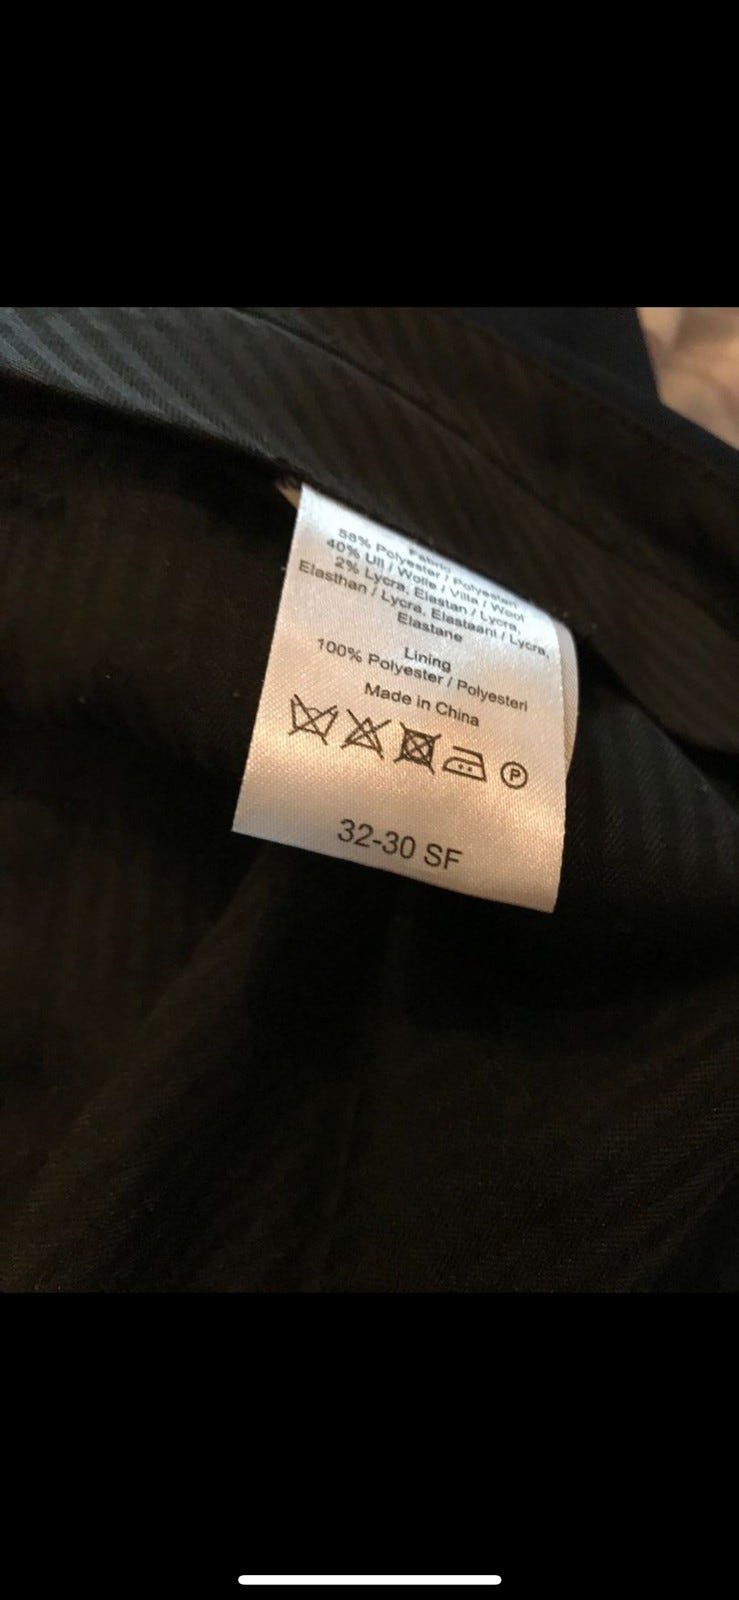 Fabric
58% Polyester / Polyesteri
40% Ull / Wolle / Villa / Wool
2% Lycra, Elastan / Lycra,
Elasthan / Lycra, Elastaani / Lycra,
Elastane
Lining
100% Polyester / Polyesteri
Made in China
P
32-30 SF